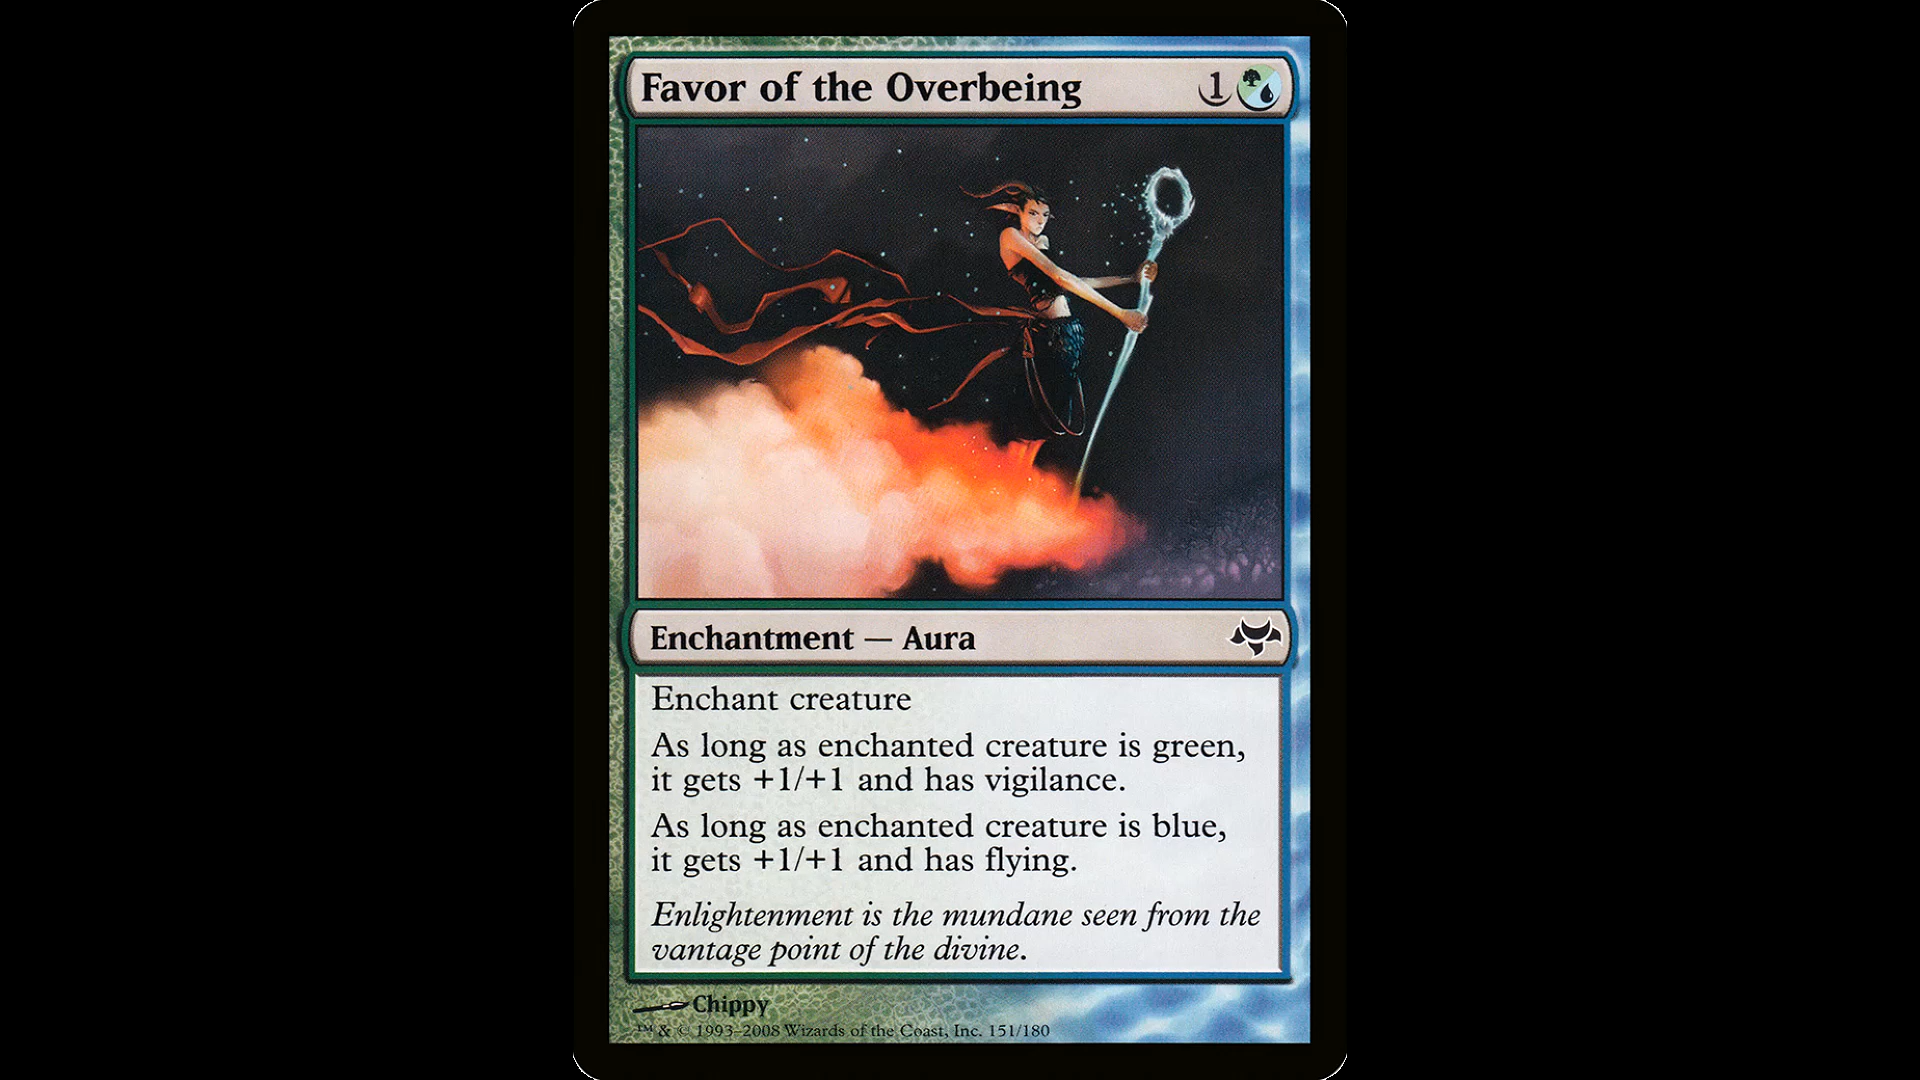 Favor of the Overbeing 1
Enchantment — Aura
Enchant creature
As long as enchanted creature is green,
it gets +1/+1 and has vigilance.
As long as enchanted creature is blue,
it gets +1/+1 and has flying.
Enlightenment is the mundane seen from the
vantage point of the divine.
Chippy
™ & © 1993–2008 Wizards of the Coast, Inc. 151/180